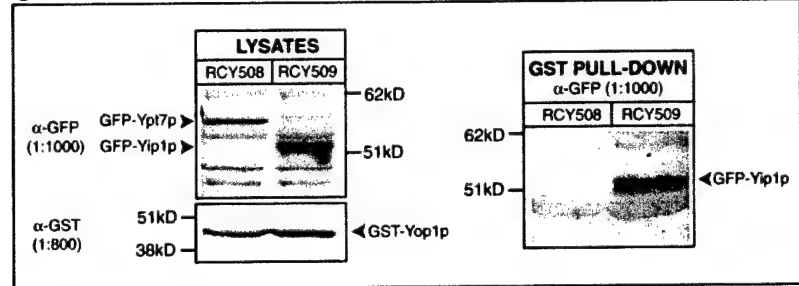 LYSATES
RCY508 RCY509
62kD
α-GFP
(1:1000)
GFP-Ypt7p
GFP-Yip1p
51kD
α-GST
(1:800)
51kD
38kD
GST-Yop1p
GST PULL-DOWN
α-GFP (1:1000)
RCY508 RCY509
62kD
51kD
GFP-Yip1p